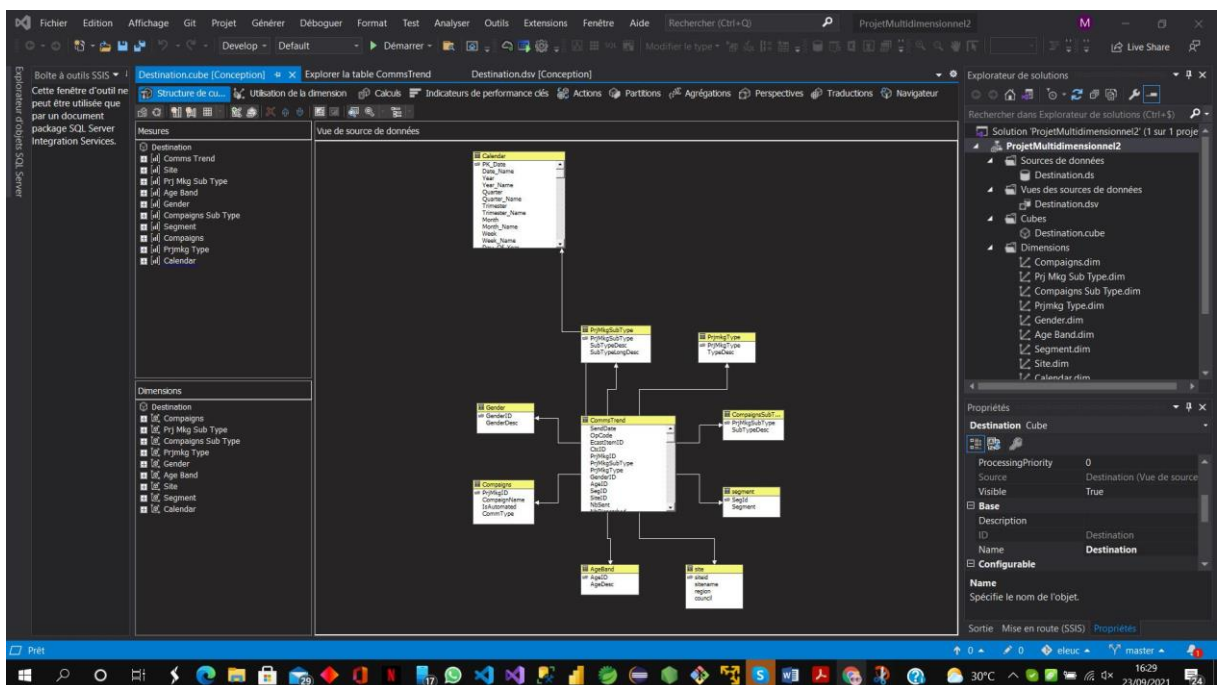 Fichier Edition Affichage Git Projet Générer Déboguer Format Test Analyser Outils Extensions Fenêtre Aide Rechercher (Ctrl+Q) ProjetMultidimensionnel2 M
Develop Default Démarrer Modifier le type Live Share
Explorateur d'objets SQL Server
Boîte à outils SSIS
Cette fenêtre d'outil ne peut être utilisée que par un document package SQL Server Integration Services.
Destination.cube [Conception] Explorer la table CommsTrend Destination.dsv [Conception]
Structure de cu... Utilisation de la dimension Calculs Indicateurs de performance clés Actions Partitions Agrégations Perspectives Traductions Navigateur
Mesures
Destination
Comms Trend
Site
Prj Mkg Sub Type
Age Band
Gender
Compaigns Sub Type
Segment
Compaigns
Prjmkg Type
Calendar
Dimensions
Destination
Compaigns
Prj Mkg Sub Type
Compaigns Sub Type
Prjmkg Type
Gender
Age Band
Site
Segment
Calendar
Vue de source de données
Calendar
PK_Date
Date_Name
Year
Year_Name
Quarter
Quarter_Name
Trimester
Trimester_Name
Month
Month_Name
Week
Week_Name
PrjMkgSubType
PrjMkgSubType
SubTypeDesc
SubTypeLongDesc
PrjmkgType
PrjMkgType
TypeDesc
Gender
GenderID
GenderDesc
CommsTrend
SendDate
OpCode
EcastItemID
PrjMkgID
PrjMkgSubType
PrjMkgType
GenderID
AgeID
SegID
SiteID
NbSent
CompaignsSubT...
PrjMkgSubType
SubTypeDesc
Compaigns
PrjMkgID
CompaignName
IsAutomated
CommType
segment
SegId
Segment
AgeBand
AgeID
AgeDesc
site
siteid
sitename
region
council
Explorateur de solutions
Rechercher dans Explorateur de solutions (Ctrl+$)
Solution 'ProjetMultidimensionnel2' (1 sur 1 proje
ProjetMultidimensionnel2
Sources de données
Destination.ds
Vues des sources de données
Destination.dsv
Cubes
Destination.cube
Dimensions
Compaigns.dim
Prj Mkg Sub Type.dim
Compaigns Sub Type.dim
Prjmkg Type.dim
Gender.dim
Age Band.dim
Segment.dim
Site.dim
Calendar.dim
Propriétés
Destination Cube
ProcessingPriority 0
Source Destination (Vue de source
Visible True
Base
Description
ID Destination
Name Destination
Configurable
Name
Spécifie le nom de l'objet.
Sortie Mise en route (SSIS) Propriétés
Prêt 0 0 eleuc master
30°C 16:29
23/09/2021